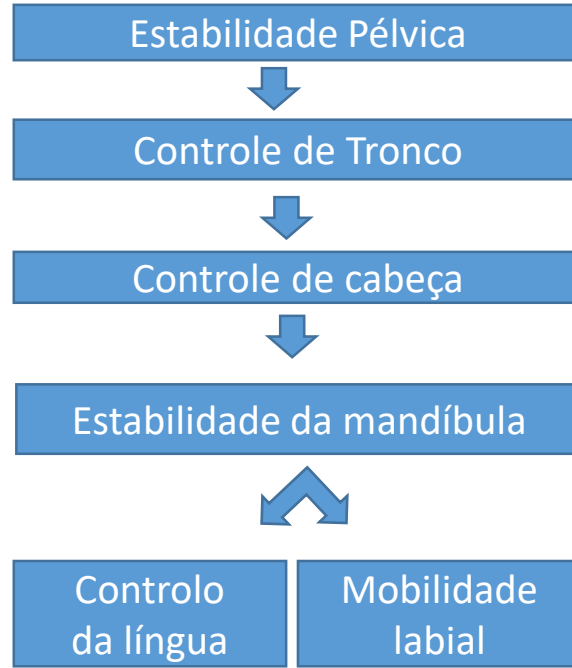 Estabilidade Pélvica
Controle de Tronco
Controle de cabeça
Estabilidade da mandíbula
Controlo
da língua
Mobilidade
labial